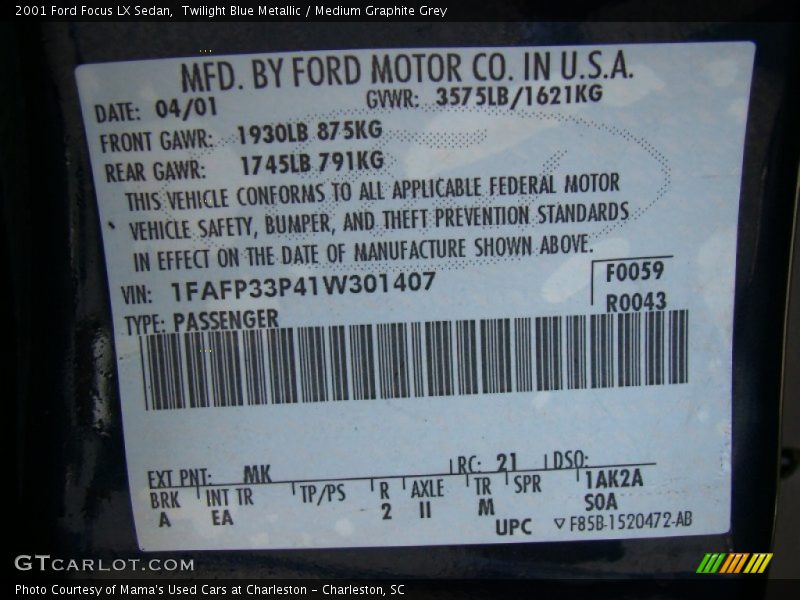 2001 Ford Focus LX Sedan,  Twilight Blue Metallic / Medium Graphite Grey
MFD. BY FORD MOTOR CO. IN U.S.A.
DATE: 04/01 GVWR: 3575LB/1621KG
FRONT GAWR: 1930LB 875KG
REAR GAWR: 1745LB 791KG
THIS VEHICLE CONFORMS TO ALL APPLICABLE FEDERAL MOTOR
VEHICLE SAFETY, BUMPER, AND THEFT PREVENTION STANDARDS
IN EFFECT ON THE DATE OF MANUFACTURE SHOWN ABOVE.
VIN: 1FAFP33P41W301407 F0059
TYPE: PASSENGER R0043
EXT PNT: MK RC: 21 DSO:
BRK INT TR TP/PS R AXLE TR SPR 1AK2A
A EA 2 II M SOA
UPC ▽F85B-1520472-AB
GTCARLOT.COM
Photo Courtesy of Mama's Used Cars at Charleston – Charleston, SC